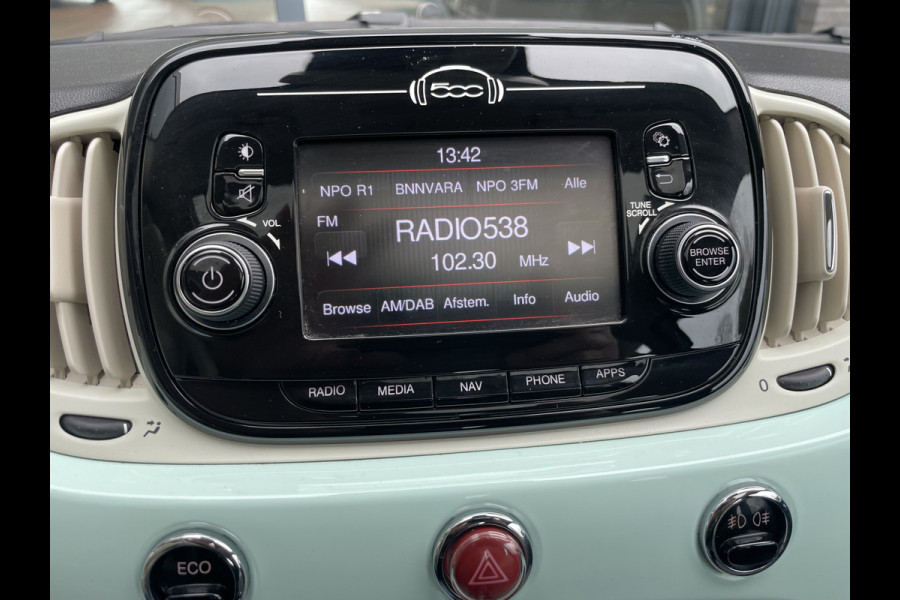 500
13:42
NPO R1 BNNVARA NPO 3FM Alle
FM
RADIO538
102.30 MHz
Browse AM/DAB Afstem. Info Audio
VOL
TUNE
SCROLL
BROWSE
ENTER
RADIO MEDIA NAV PHONE APPS
0
ECO